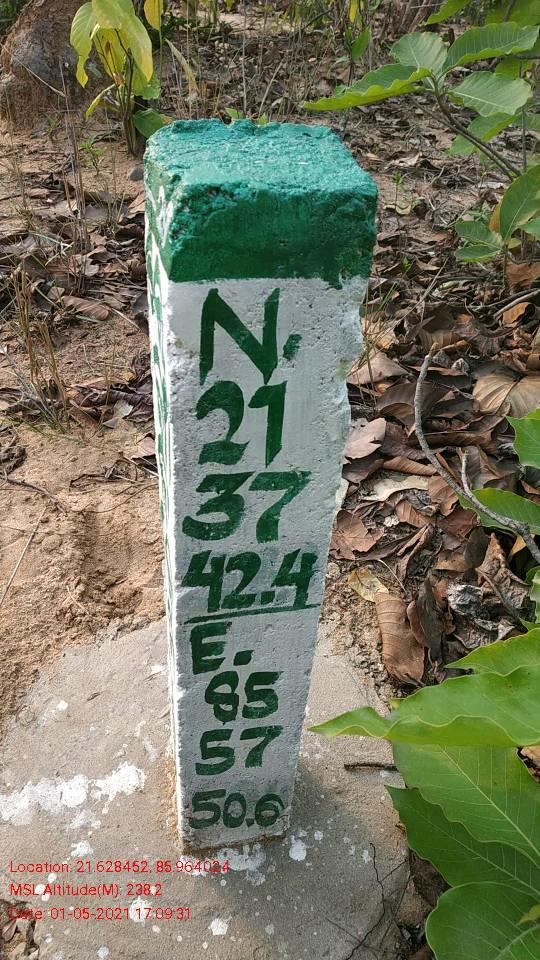 N.
21
37
42.4
E.
85
57
50.6
Location: 21.628452, 85.964024
MSL Altitude(M): 238.2
Date: 01-05-2021 17:09:31